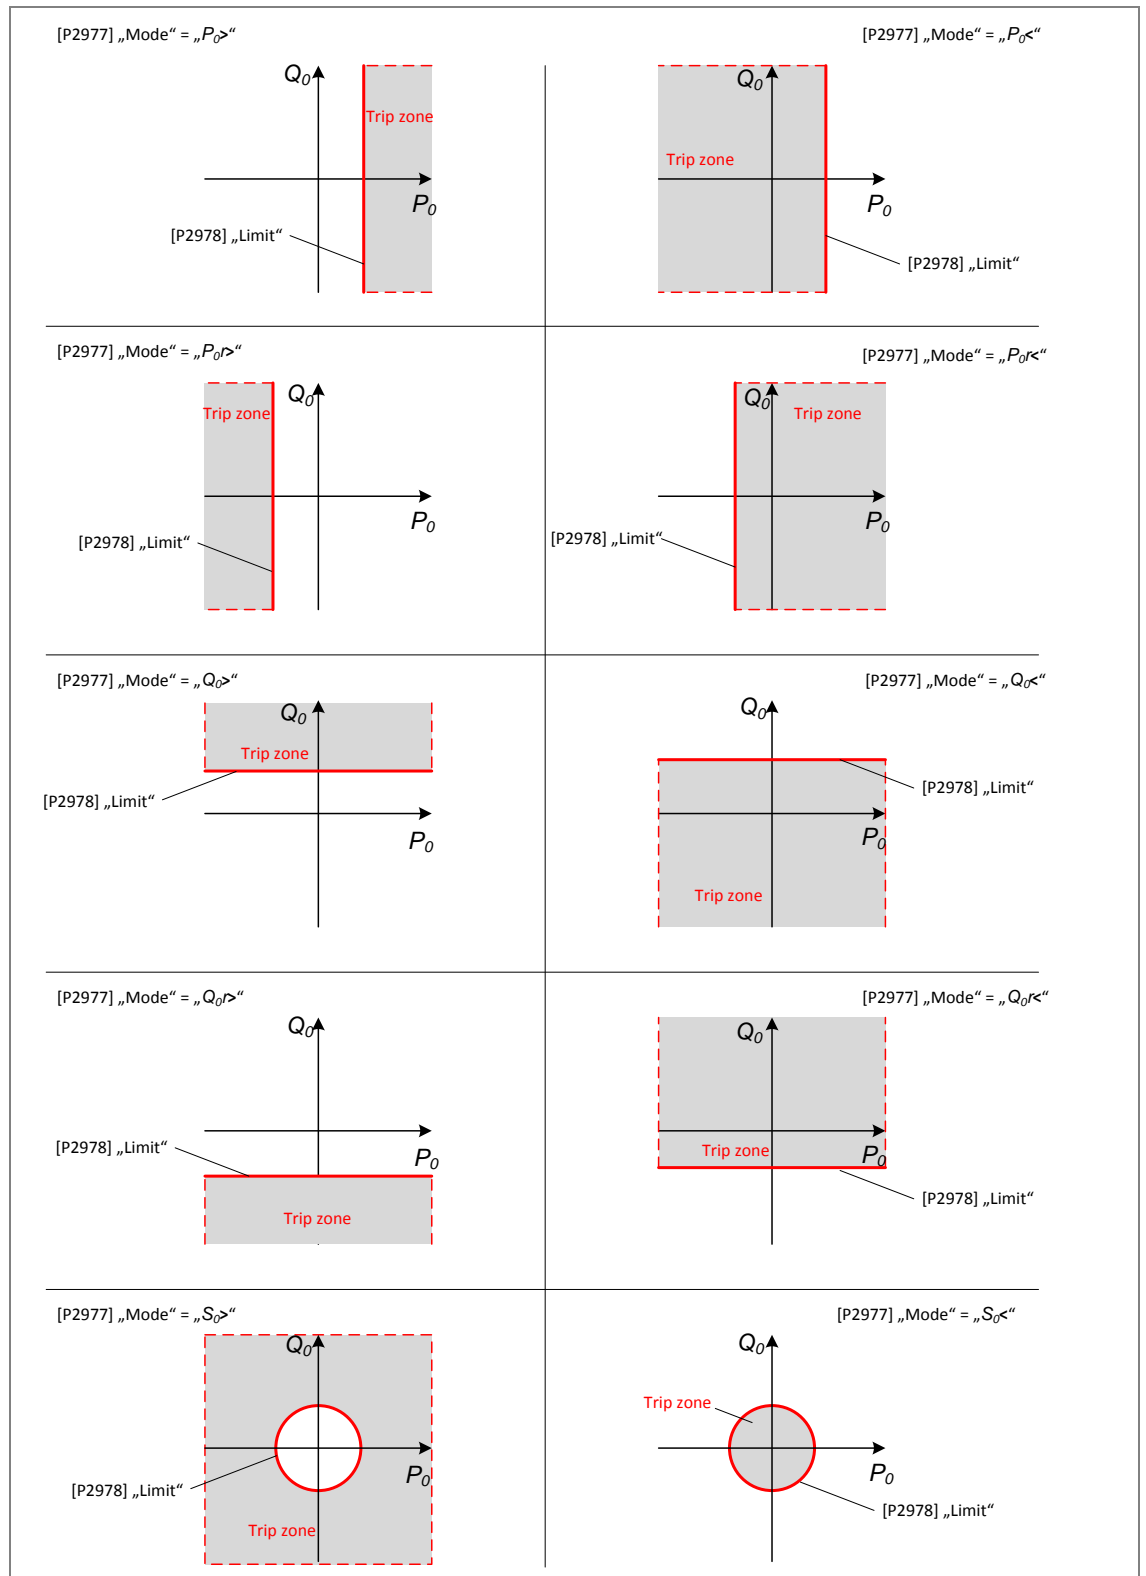 [P2977] „Mode“ = „P0>“
[P2977] „Mode“ = „P0<“
Q0
Trip zone
P0
[P2978] „Limit“
Q0
Trip zone
P0
[P2978] „Limit“
[P2977] „Mode“ = „P0r>“
[P2977] „Mode“ = „P0r<“
Q0
Trip zone
P0
[P2978] „Limit“
Q0
Trip zone
P0
[P2978] „Limit“
[P2977] „Mode“ = „Q0>“
[P2977] „Mode“ = „Q0<“
Q0
Trip zone
[P2978] „Limit“
P0
Q0
[P2978] „Limit“
P0
Trip zone
[P2977] „Mode“ = „Q0r>“
[P2977] „Mode“ = „Q0r<“
Q0
[P2978] „Limit“
P0
Trip zone
Q0
Trip zone
P0
[P2978] „Limit“
[P2977] „Mode“ = „S0>“
[P2977] „Mode“ = „S0<“
Q0
P0
[P2978] „Limit“
Trip zone
Q0
Trip zone
P0
[P2978] „Limit“